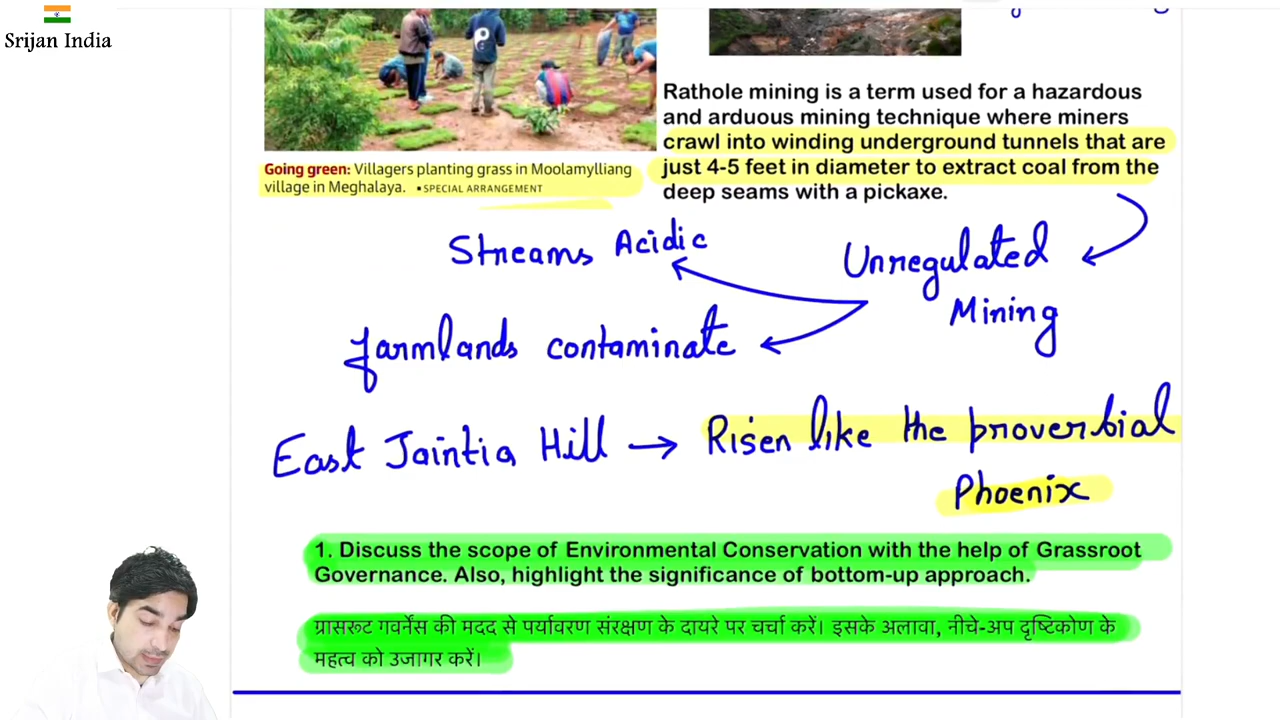 Srijan India
Going green: Villagers planting grass in Moolamylliang
village in Meghalaya. ▪ SPECIAL ARRANGEMENT
Rathole mining is a term used for a hazardous
and arduous mining technique where miners
crawl into winding underground tunnels that are
just 4-5 feet in diameter to extract coal from the
deep seams with a pickaxe.
Streams Acidic
Unregulated
Mining
farmlands contaminate
East Jaintia Hill → Risen like the proverbial
Phoenix
1. Discuss the scope of Environmental Conservation with the help of Grassroot
Governance. Also, highlight the significance of bottom-up approach.
ग्रासरूट गवर्नेंस की मदद से पर्यावरण संरक्षण के दायरे पर चर्चा करें। इसके अलावा, नीचे-अप दृष्टिकोण के
महत्व को उजागर करें।